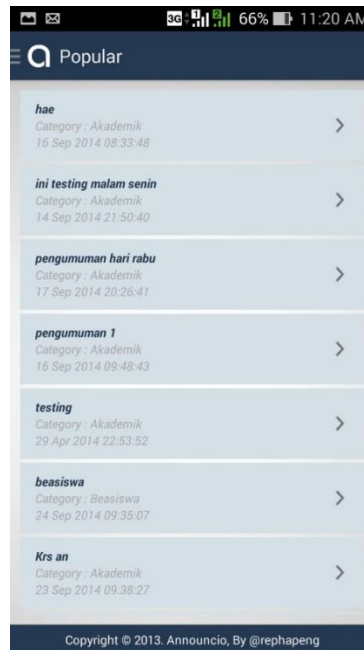 3G 1 2 66% 11:20 AM
Popular
hae
Category : Akademik
16 Sep 2014 08:33:48
ini testing malam senin
Category : Akademik
14 Sep 2014 21:50:40
pengumuman hari rabu
Category : Akademik
17 Sep 2014 20:26:41
pengumuman 1
Category : Akademik
16 Sep 2014 09:48:43
testing
Category : Akademik
29 Apr 2014 22:53:52
beasiswa
Category : Beasiswa
24 Sep 2014 09:35:07
Krs an
Category : Akademik
23 Sep 2014 09:38:27
Copyright © 2013. Announcio, By @rephapeng